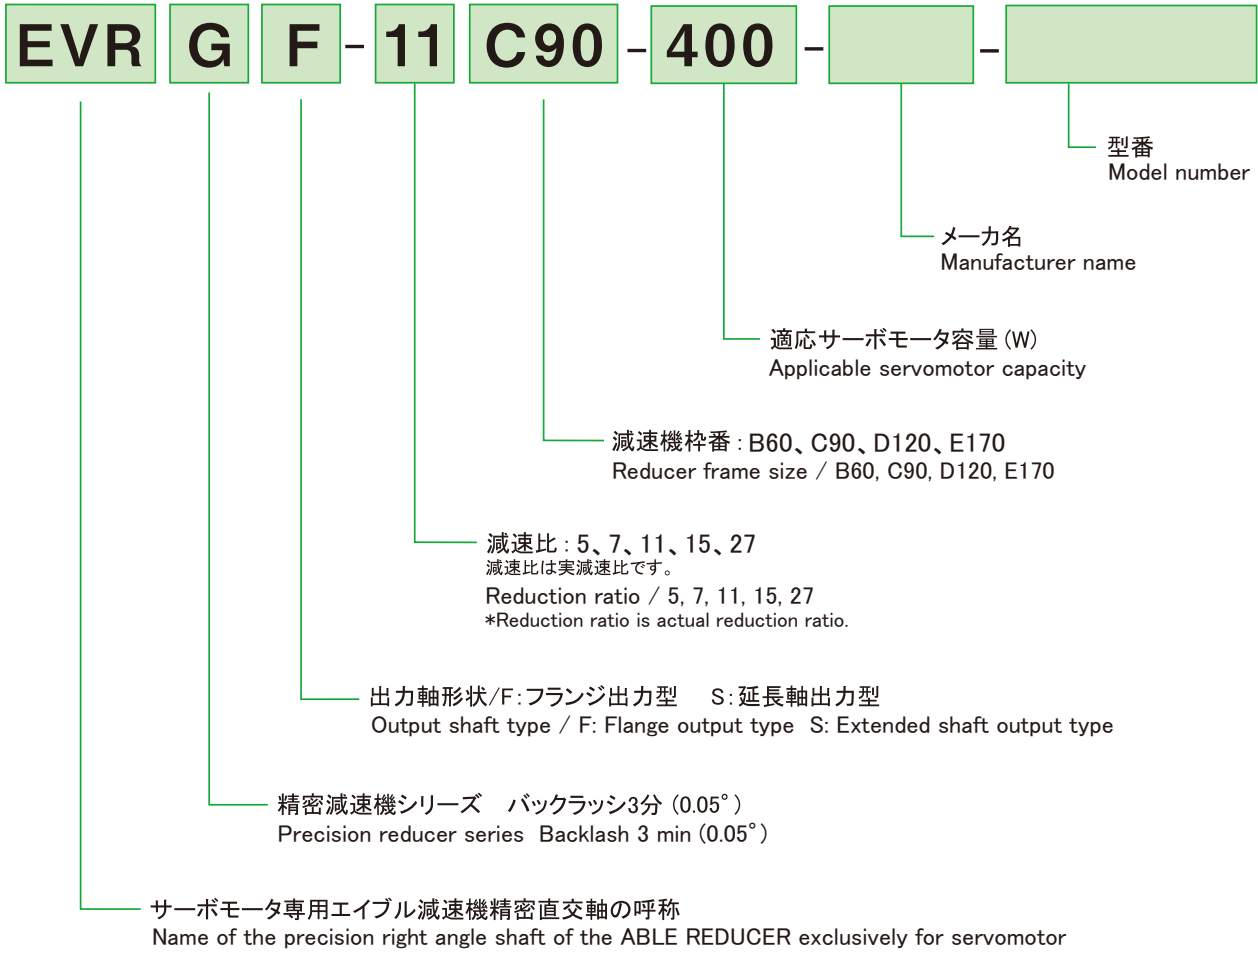 EVR G F - 11 C90 - 400 - -
型番
Model number
メーカ名
Manufacturer name
適応サーボモータ容量(W)
Applicable servomotor capacity
減速機枠番:B60、C90、D120、E170
Reducer frame size / B60, C90, D120, E170
減速比:5、7、11、15、27
減速比は実減速比です。
Reduction ratio / 5, 7, 11, 15, 27
*Reduction ratio is actual reduction ratio.
出力軸形状/F:フランジ出力型 S:延長軸出力型
Output shaft type / F: Flange output type S: Extended shaft output type
精密減速機シリーズ バックラッシ3分(0.05°)
Precision reducer series Backlash 3 min (0.05°)
サーボモータ専用エイブル減速機精密直交軸の呼称
Name of the precision right angle shaft of the ABLE REDUCER exclusively for servomotor